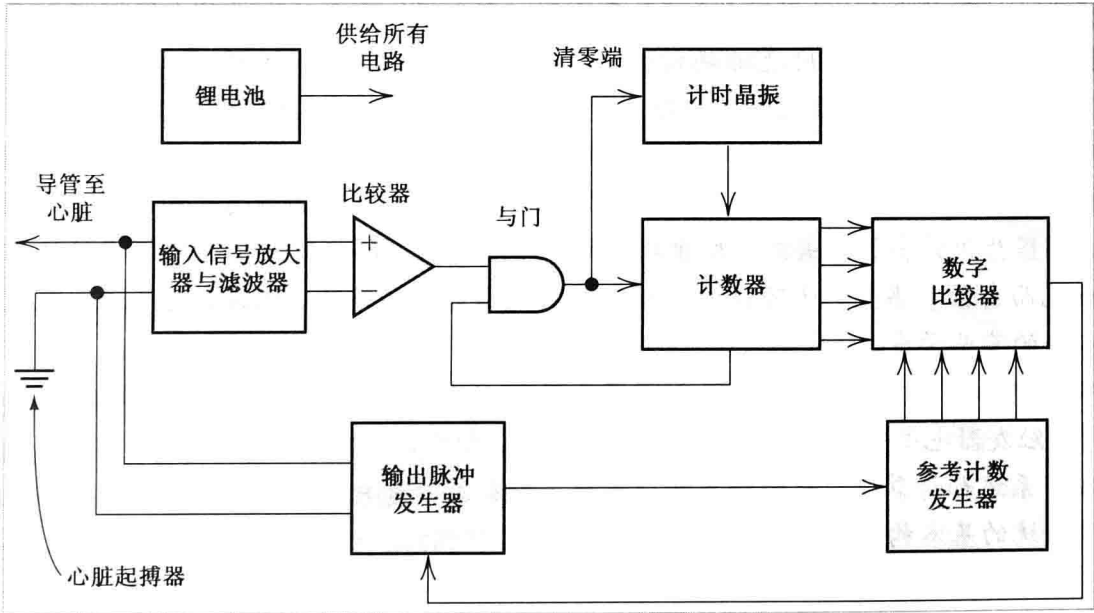 供给所有
电路
清零端
锂电池
计时晶振
导管至
心脏
比较器
与门
输入信号放大
器与滤波器
+
−
计数器
数字
比较器
输出脉冲
发生器
参考计数
发生器
心脏起搏器